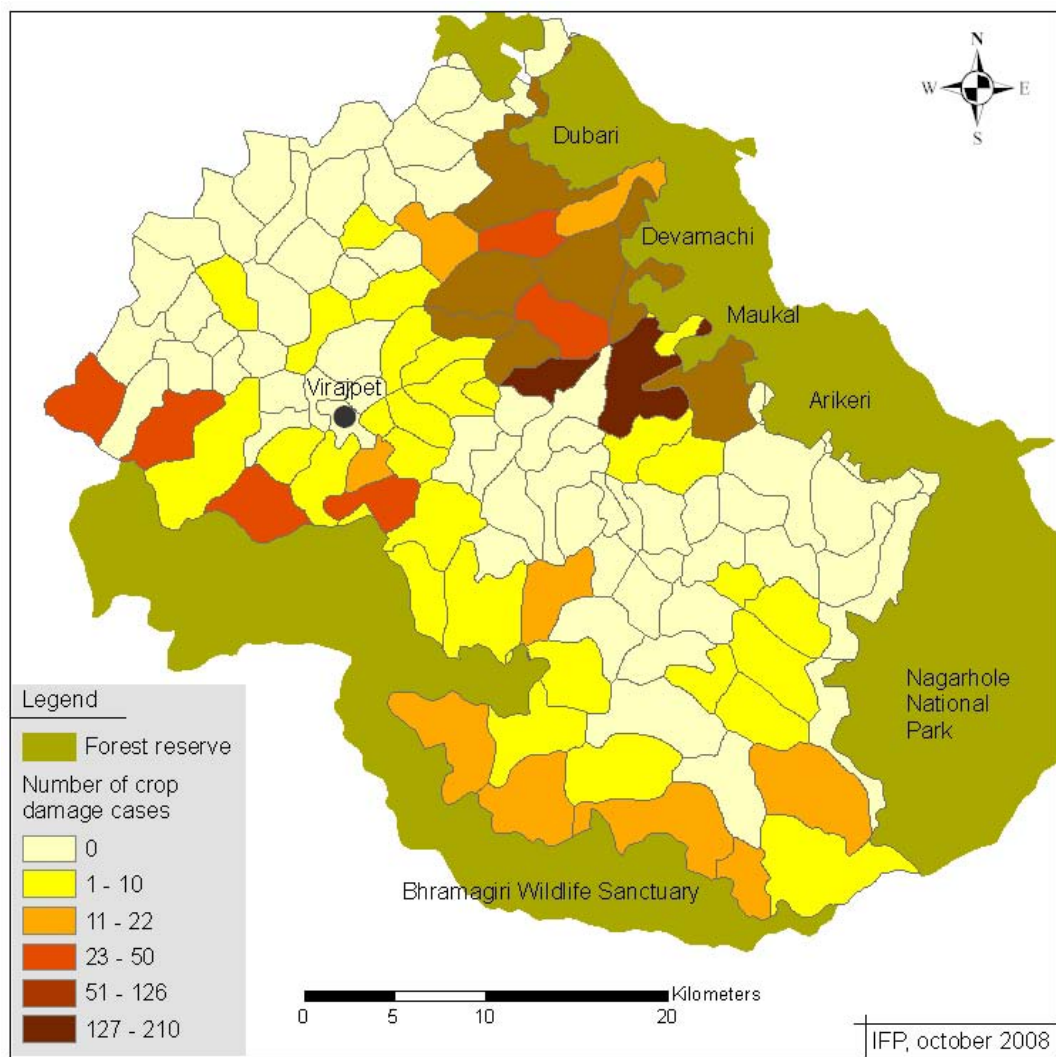 N
W
E
S
Dubari
Devamachi
Maukal
Virajpet
Arikeri
Nagarhole
National
Park
Bhramagiri Wildlife Sanctuary
Legend
Forest reserve
Number of crop
damage cases
0
1 - 10
11 - 22
23 - 50
51 - 126
127 - 210
Kilometers
0 5 10 20
IFP, october 2008